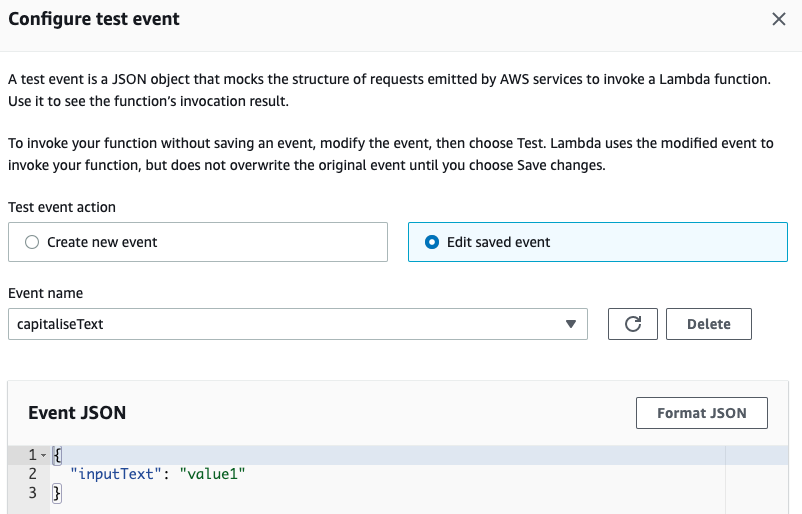 Configure test event
A test event is a JSON object that mocks the structure of requests emitted by AWS services to invoke a Lambda function.
Use it to see the function's invocation result.
To invoke your function without saving an event, modify the event, then choose Test. Lambda uses the modified event to
invoke your function, but does not overwrite the original event until you choose Save changes.
Test event action
Create new event
Edit saved event
Event name
capitaliseText
Delete
Event JSON
Format JSON
1 {
2 "inputText": "value1"
3 }